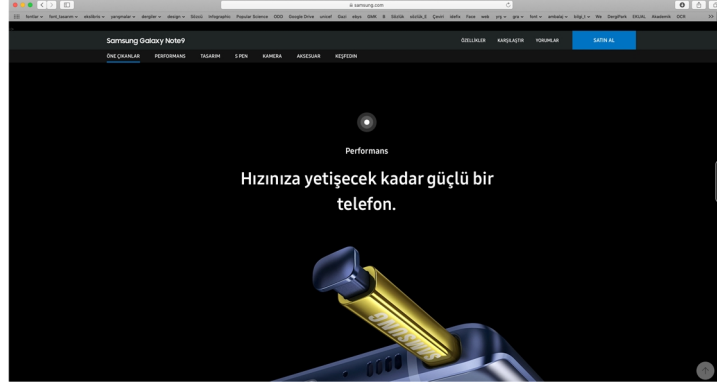 samsung.com
Samsung Galaxy Note9
ÖZELLİKLER KARŞILAŞTIR YORUMLAR SATIN AL
ÖNE ÇIKANLAR PERFORMANS TASARIM S PEN KAMERA AKSESUAR KEŞFEDİN
Performans
Hızınıza yetişecek kadar güçlü bir
telefon.
SAMSUNG